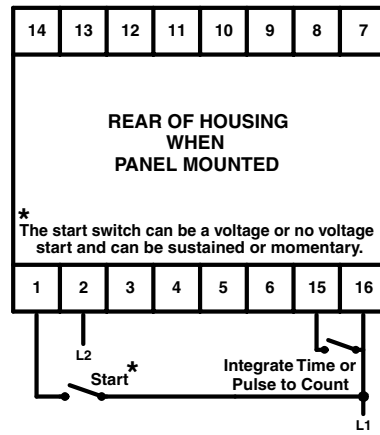 14 13 12 11 10 9 8 7
REAR OF HOUSING
WHEN
PANEL MOUNTED
*
The start switch can be a voltage or no voltage
start and can be sustained or momentary.
1 2 3 4 5 6 15 16
L2
Start*
Integrate Time or
Pulse to Count
L1